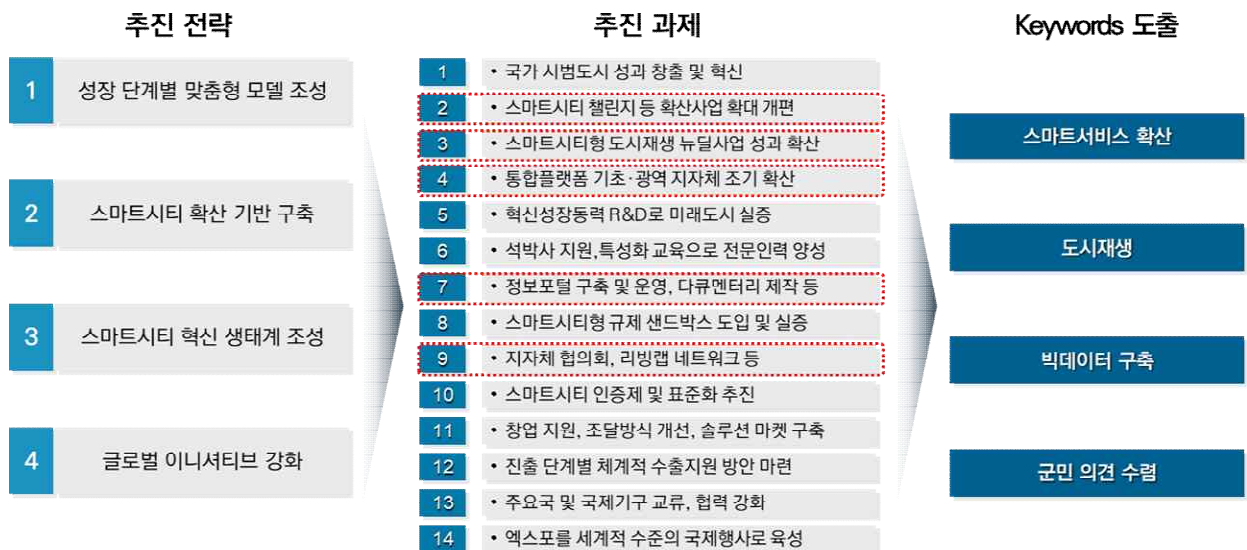 추진 전략
1
성장 단계별 맞춤형 모델 조성
2
스마트시티 확산 기반 구축
3
스마트시티 혁신 생태계 조성
4
글로벌 이니셔티브 강화
추진 과제
1 • 국가 시범도시 성과 창출 및 혁신
2 • 스마트시티 챌린지 등 확산사업 확대 개편
3 • 스마트시티형 도시재생 뉴딜사업 성과 확산
4 • 통합플랫폼 기초·광역 지자체 조기 확산
5 • 혁신성장동력 R&D로 미래도시 실증
6 • 석박사 지원,특성화 교육으로 전문인력 양성
7 • 정보포털 구축 및 운영, 다큐멘터리 제작 등
8 • 스마트시티형 규제 샌드박스 도입 및 실증
9 • 지자체 협의회, 리빙랩 네트워크 등
10 • 스마트시티 인증제 및 표준화 추진
11 • 창업 지원, 조달방식 개선, 솔루션 마켓 구축
12 • 진출 단계별 체계적 수출지원 방안 마련
13 • 주요국 및 국제기구 교류, 협력 강화
14 • 엑스포를 세계적 수준의 국제행사로 육성
Keywords 도출
스마트서비스 확산
도시재생
빅데이터 구축
군민 의견 수렴